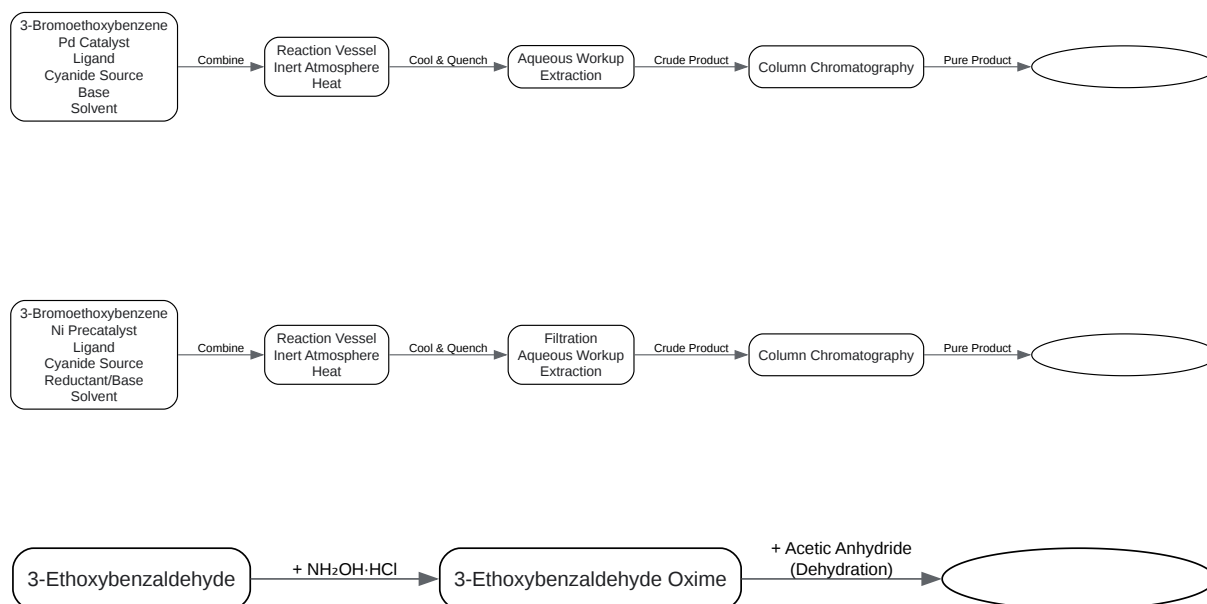 3-Bromoethoxybenzene
Pd Catalyst
Ligand
Cyanide Source
Base
Solvent
Combine
Reaction Vessel
Inert Atmosphere
Heat
Cool & Quench
Aqueous Workup
Extraction
Crude Product
Column Chromatography
Pure Product
3-Bromoethoxybenzene
Ni Precatalyst
Ligand
Cyanide Source
Reductant/Base
Solvent
Combine
Reaction Vessel
Inert Atmosphere
Heat
Cool & Quench
Filtration
Aqueous Workup
Extraction
Crude Product
Column Chromatography
Pure Product
3-Ethoxybenzaldehyde
+ NH₂OH·HCl
3-Ethoxybenzaldehyde Oxime
+ Acetic Anhydride
(Dehydration)